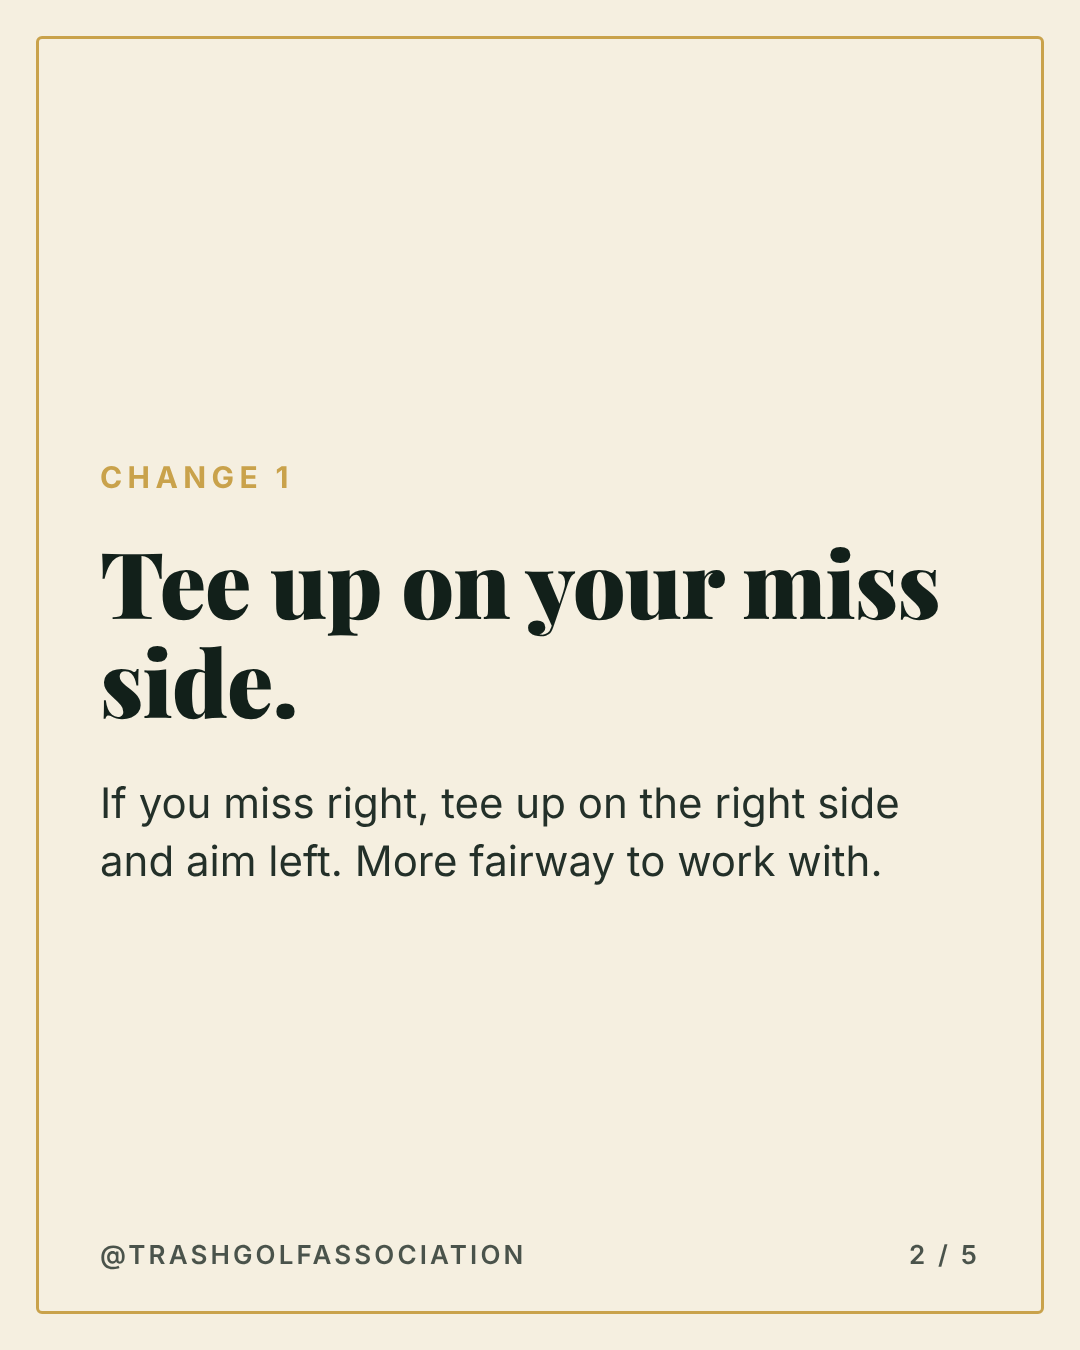 CHANGE 1
Tee up on your miss
side.
If you miss right, tee up on the right side
and aim left. More fairway to work with.
@TRASHGOLFASSOCIATION
2 / 5